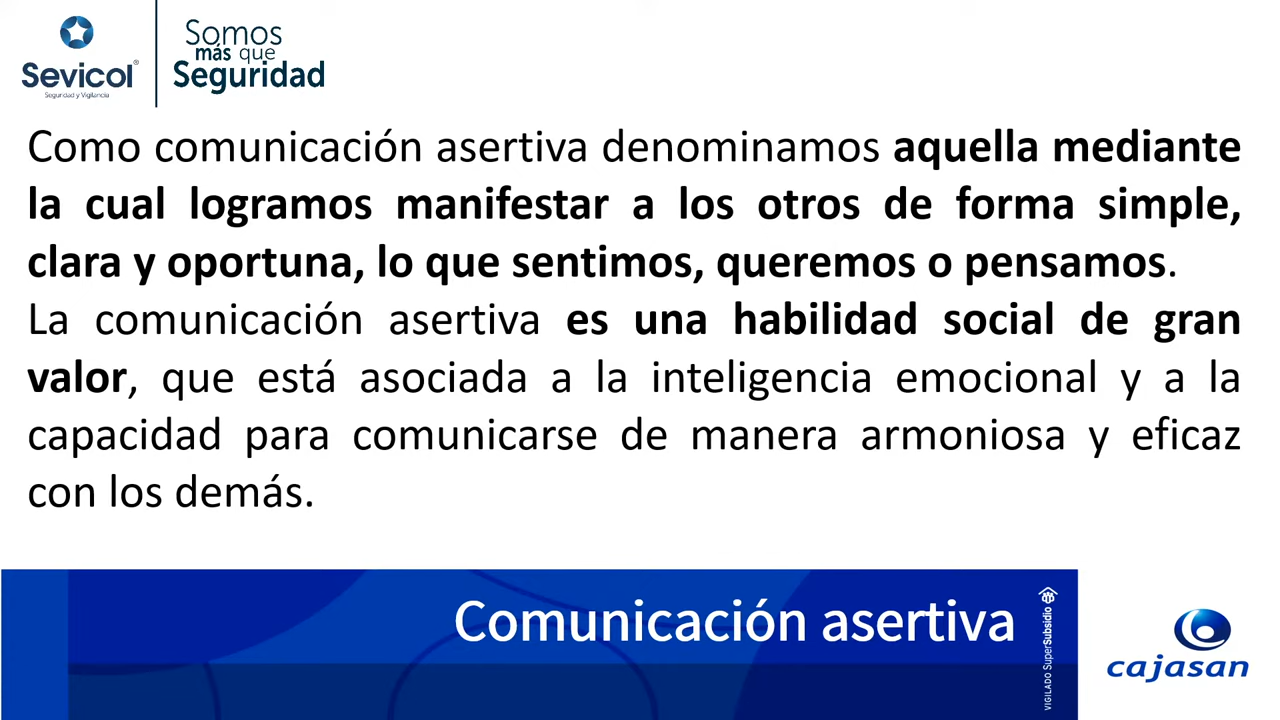 Sevicol®
Seguridad y Vigilancia
Somos
más que
Seguridad
Como comunicación asertiva denominamos aquella mediante
la cual logramos manifestar a los otros de forma simple,
clara y oportuna, lo que sentimos, queremos o pensamos.
La comunicación asertiva es una habilidad social de gran
valor, que está asociada a la inteligencia emocional y a la
capacidad para comunicarse de manera armoniosa y eficaz
con los demás.
Comunicación asertiva
VIGILADO SuperSubsidio
cajasan